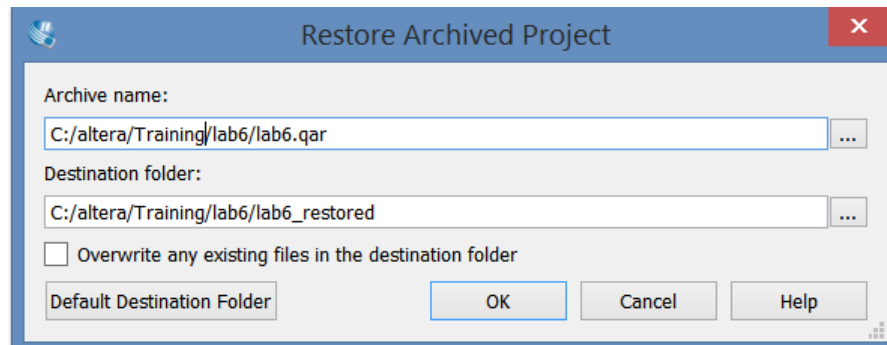 Restore Archived Project
Archive name:
C:/altera/Training/lab6/lab6.qar
...
Destination folder:
C:/altera/Training/lab6/lab6_restored
...
Overwrite any existing files in the destination folder
Default Destination Folder OK Cancel Help